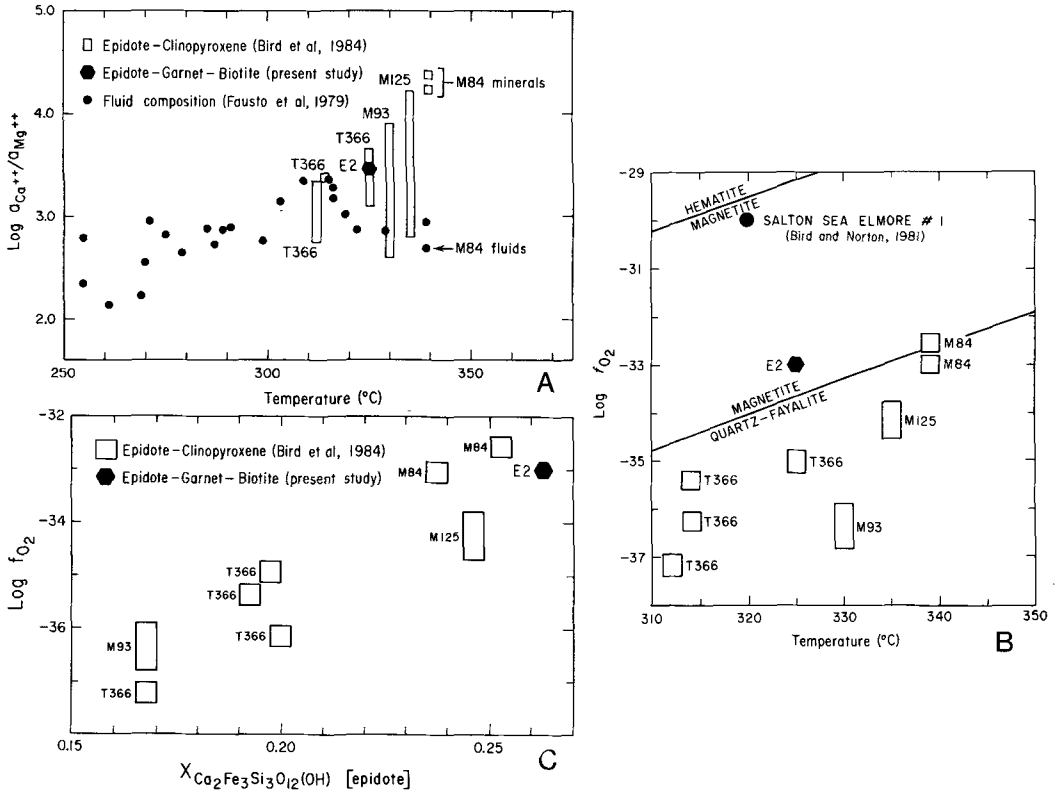 5.0
4.0
3.0
2.0
Log aCa++/aMg++
Epidote–Clinopyroxene (Bird et al, 1984)
Epidote–Garnet–Biotite (present study)
Fluid composition (Fausto et al, 1979)
M125
M84 minerals
M93
T366
T366
E2
T366
M84 fluids
250
300
350
Temperature (°C)
A
-29
-31
-33
-35
-37
Log fO2
HEMATITE
MAGNETITE
SALTON SEA ELMORE # 1
(Bird and Norton, 1981)
M84
E2
M84
MAGNETITE
QUARTZ-FAYALITE
M125
T366
T366
T366
M93
T366
310
320
330
340
350
Temperature (°C)
B
-32
-34
-36
Log fO2
Epidote–Clinopyroxene (Bird et al, 1984)
Epidote–Garnet–Biotite (present study)
M84
M84
E2
M125
T366
T366
T366
M93
T366
0.15
0.20
0.25
XCa2Fe3Si3O12(OH) [epidote]
C